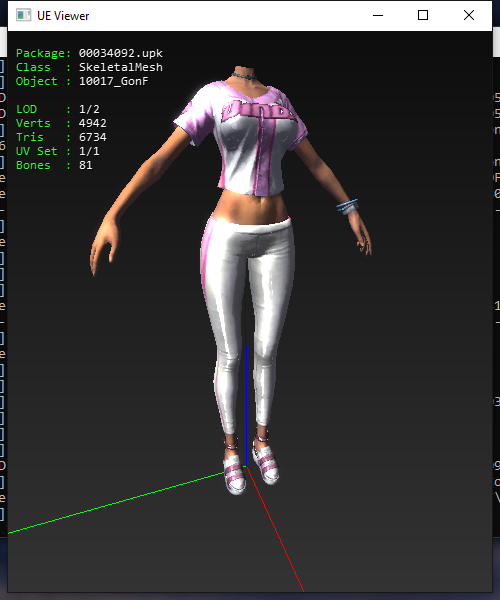 UE Viewer
Package: 00034092.upk
Class : SkeletalMesh
Object : 10017_GonF
LOD : 1/2
Verts : 4942
Tris : 6734
UV Set : 1/1
Bones : 81